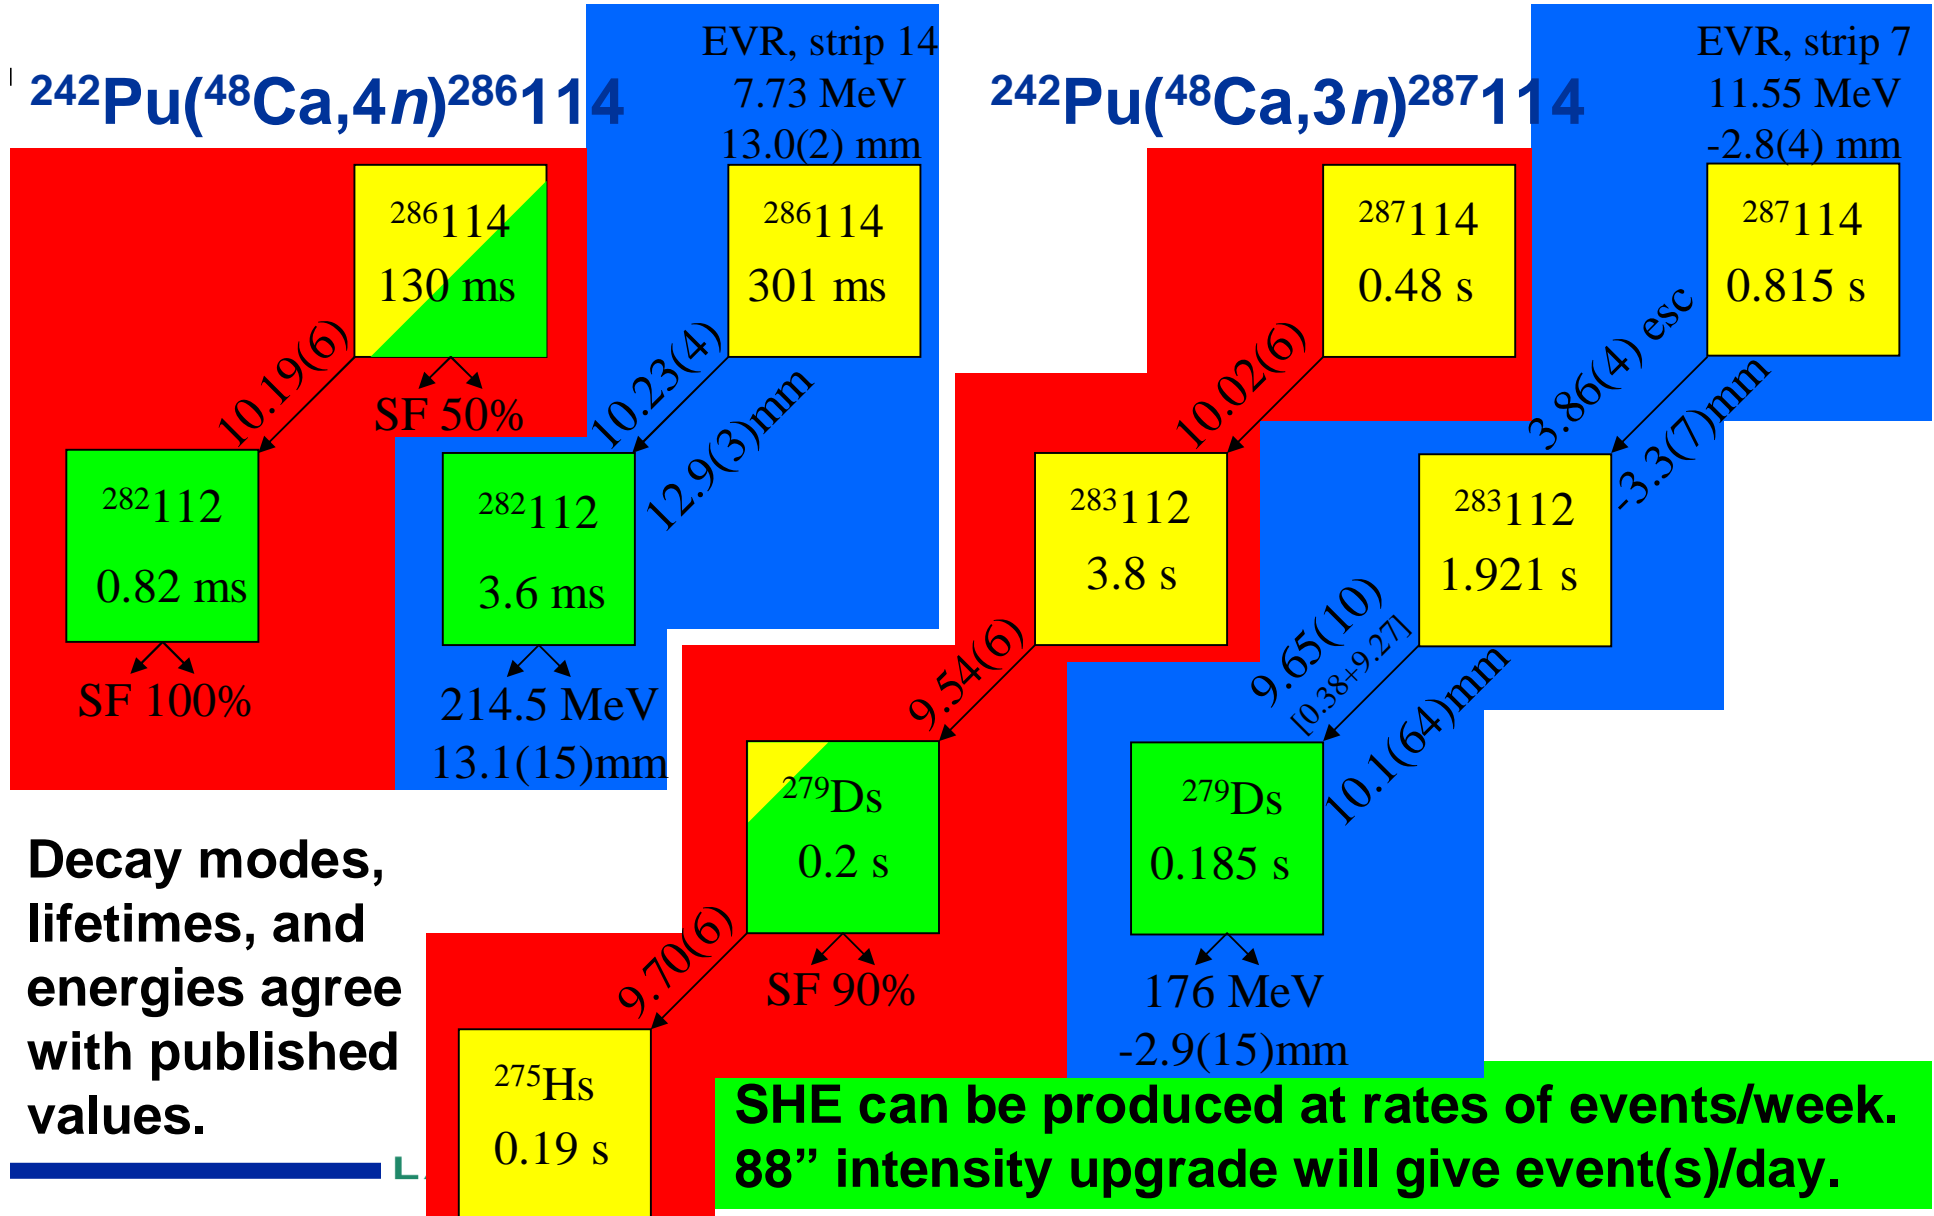 ²⁴²Pu(⁴⁸Ca,4n)²⁸⁶114
EVR, strip 14
7.73 MeV
13.0(2) mm
²⁸⁶114
130 ms
10.19(6)
SF 50%
²⁸²112
0.82 ms
SF 100%
²⁸⁶114
301 ms
10.23(4)
12.9(3)mm
²⁸²112
3.6 ms
214.5 MeV
13.1(15)mm
²⁴²Pu(⁴⁸Ca,3n)²⁸⁷114
EVR, strip 7
11.55 MeV
-2.8(4) mm
²⁸⁷114
0.48 s
10.02(6)
²⁸³112
3.8 s
9.54(6)
²⁷⁹Ds
0.2 s
9.70(6)
SF 90%
²⁷⁵Hs
0.19 s
²⁸⁷114
0.815 s
3.86(4) esc
-3.3(7)mm
²⁸³112
1.921 s
9.65(10)
[0.38+9.27]
10.1(64)mm
²⁷⁹Ds
0.185 s
176 MeV
-2.9(15)mm
Decay modes,
lifetimes, and
energies agree
with published
values.
SHE can be produced at rates of events/week.
88” intensity upgrade will give event(s)/day.